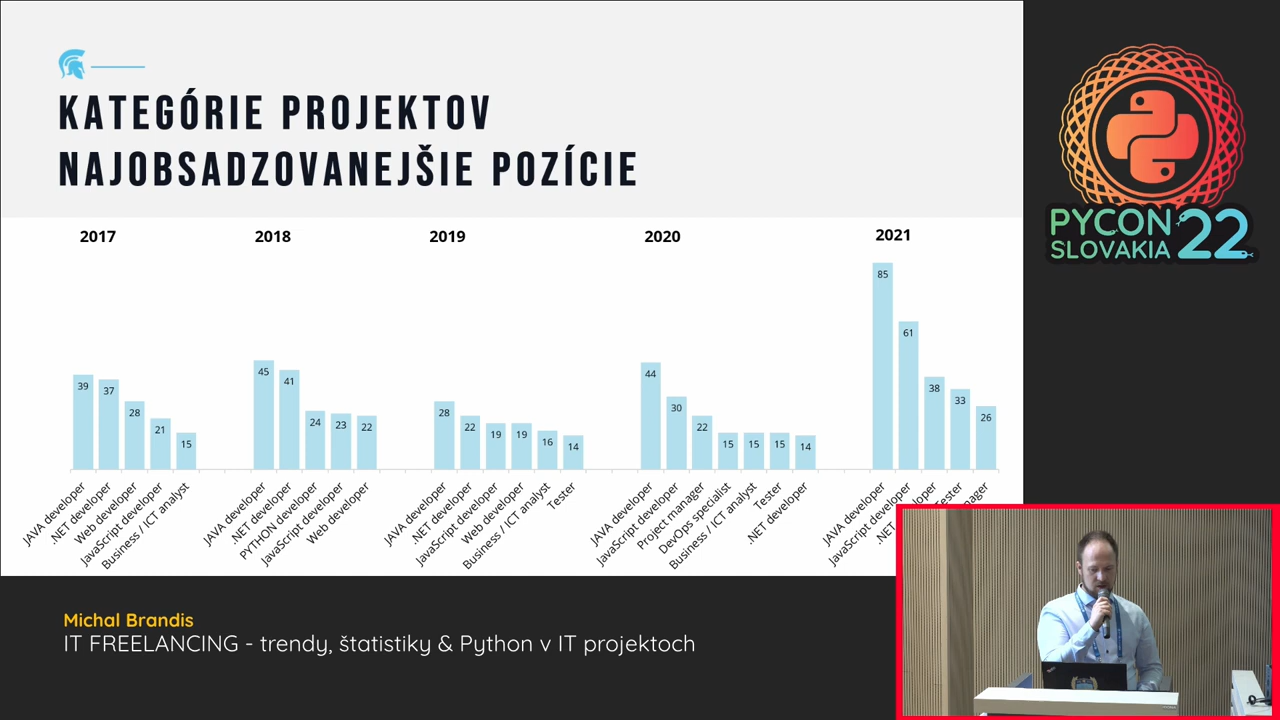 KATEGÓRIE PROJEKTOV
NAJOBSADZOVANEJŠIE POZÍCIE
PYCON
SLOVAKIA
22
2017
2018
2019
2020
2021
39
37
28
21
15
JAVA developer
.NET developer
Web developer
JavaScript developer
Business / ICT analyst
45
41
24
23
22
JAVA developer
.NET developer
PYTHON developer
JavaScript developer
Web developer
28
22
19
19
16
14
JAVA developer
.NET developer
JavaScript developer
Web developer
Business / ICT analyst
Tester
44
30
22
15
15
15
14
JAVA developer
JavaScript developer
Project manager
DevOps specialist
Business / ICT analyst
Tester
.NET developer
85
61
38
33
26
JAVA developer
JavaScript developer
.NET
Tester
Michal Brandis
IT FREELANCING - trendy, štatistiky & Python v IT projektoch